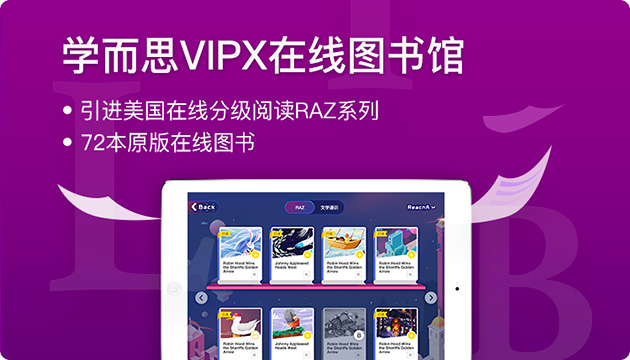 学而思VIPX在线图书馆
• 引进美国在线分级阅读RAZ系列
• 72本原版在线图书
Back
RAZ
文学通识
ReacnA
Robin Hood Wins
the Sheriffs Golden
Arrow
Johnny Appleseed
Heads West
Robin Hood Wins
the Sheriffs Golden
Arrow
Robin Hood Wins
the Sheriffs Golden
Arrow
Robin Hood Wins
the Sheriffs Golden
Arrow
Johnny Appleseed
Heads West
Robin Hood Wins
the Sheriffs Golden
Arrow
Robin Hood Wins
the Sheriffs Golden
Arrow
L
B